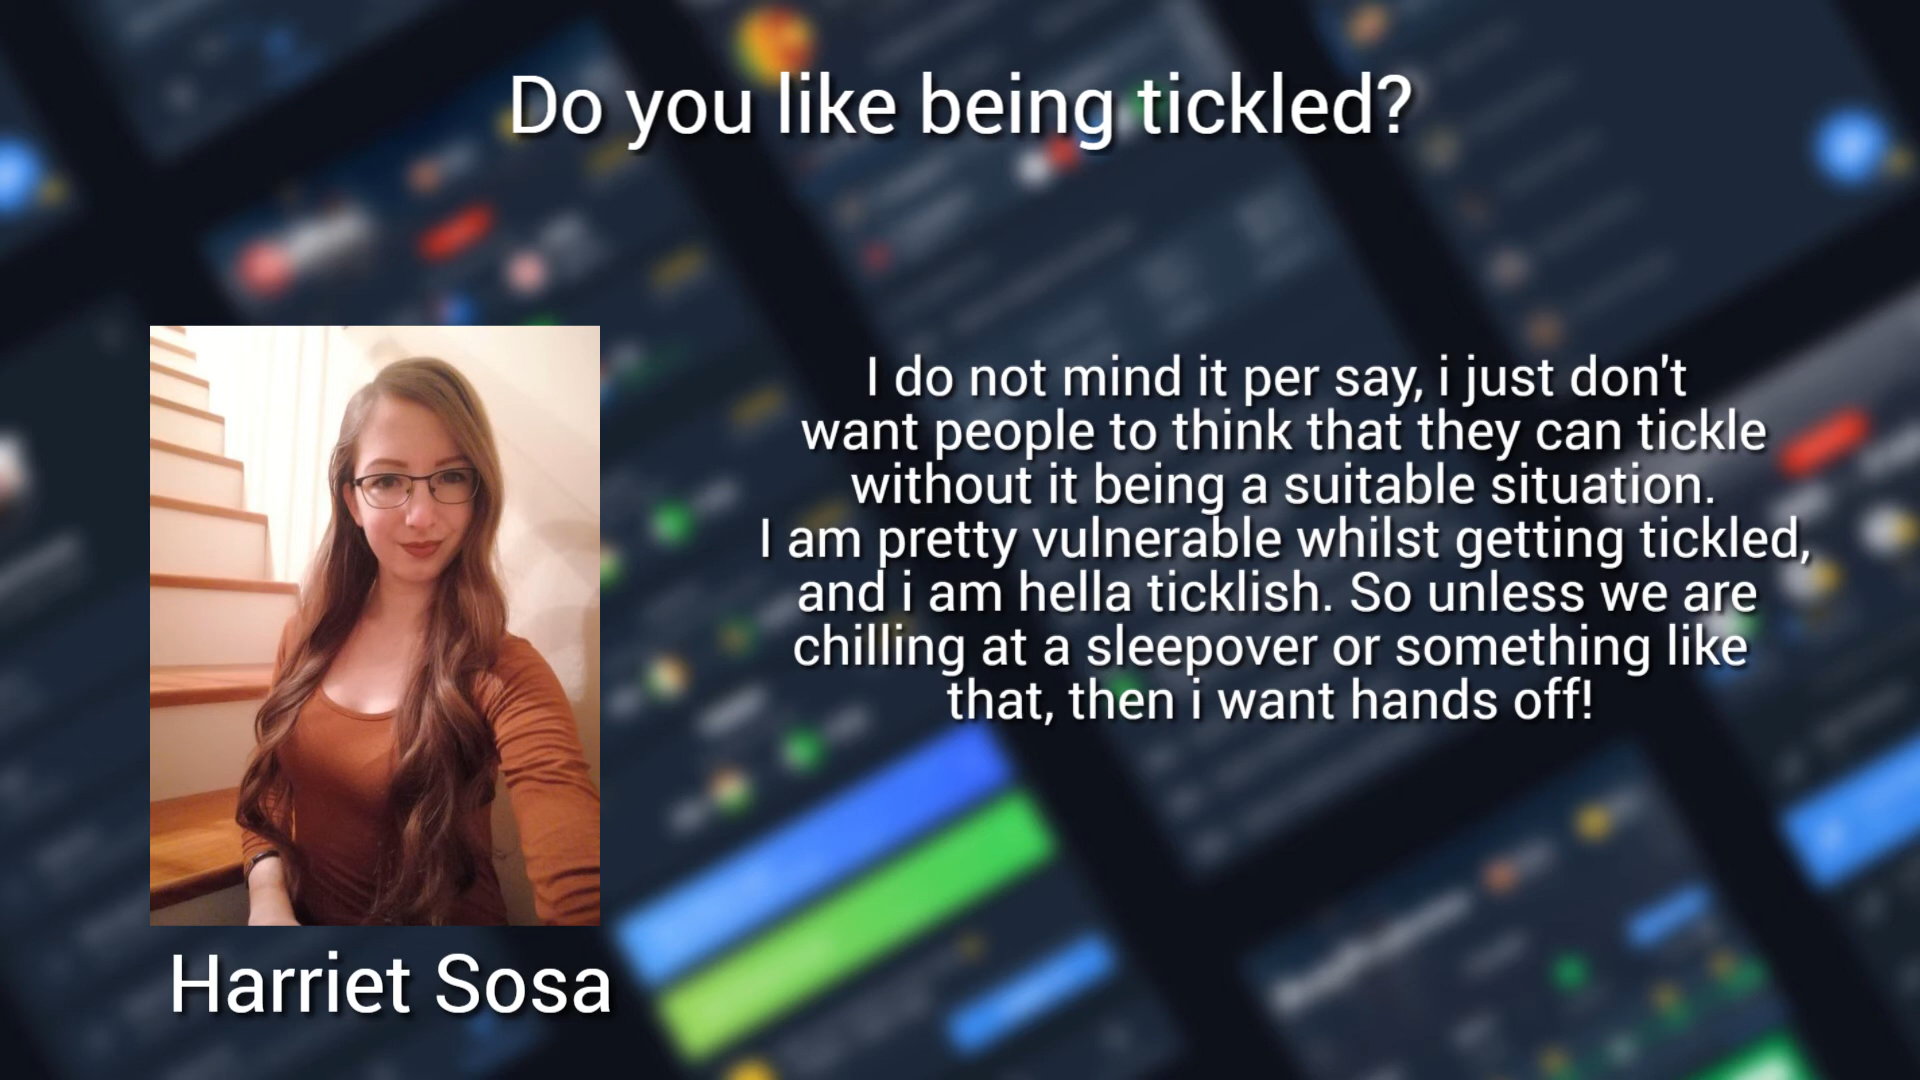 Do you like being tickled?
I do not mind it per say, i just don't
want people to think that they can tickle
without it being a suitable situation.
I am pretty vulnerable whilst getting tickled,
and i am hella ticklish. So unless we are
chilling at a sleepover or something like
that, then i want hands off!
Harriet Sosa